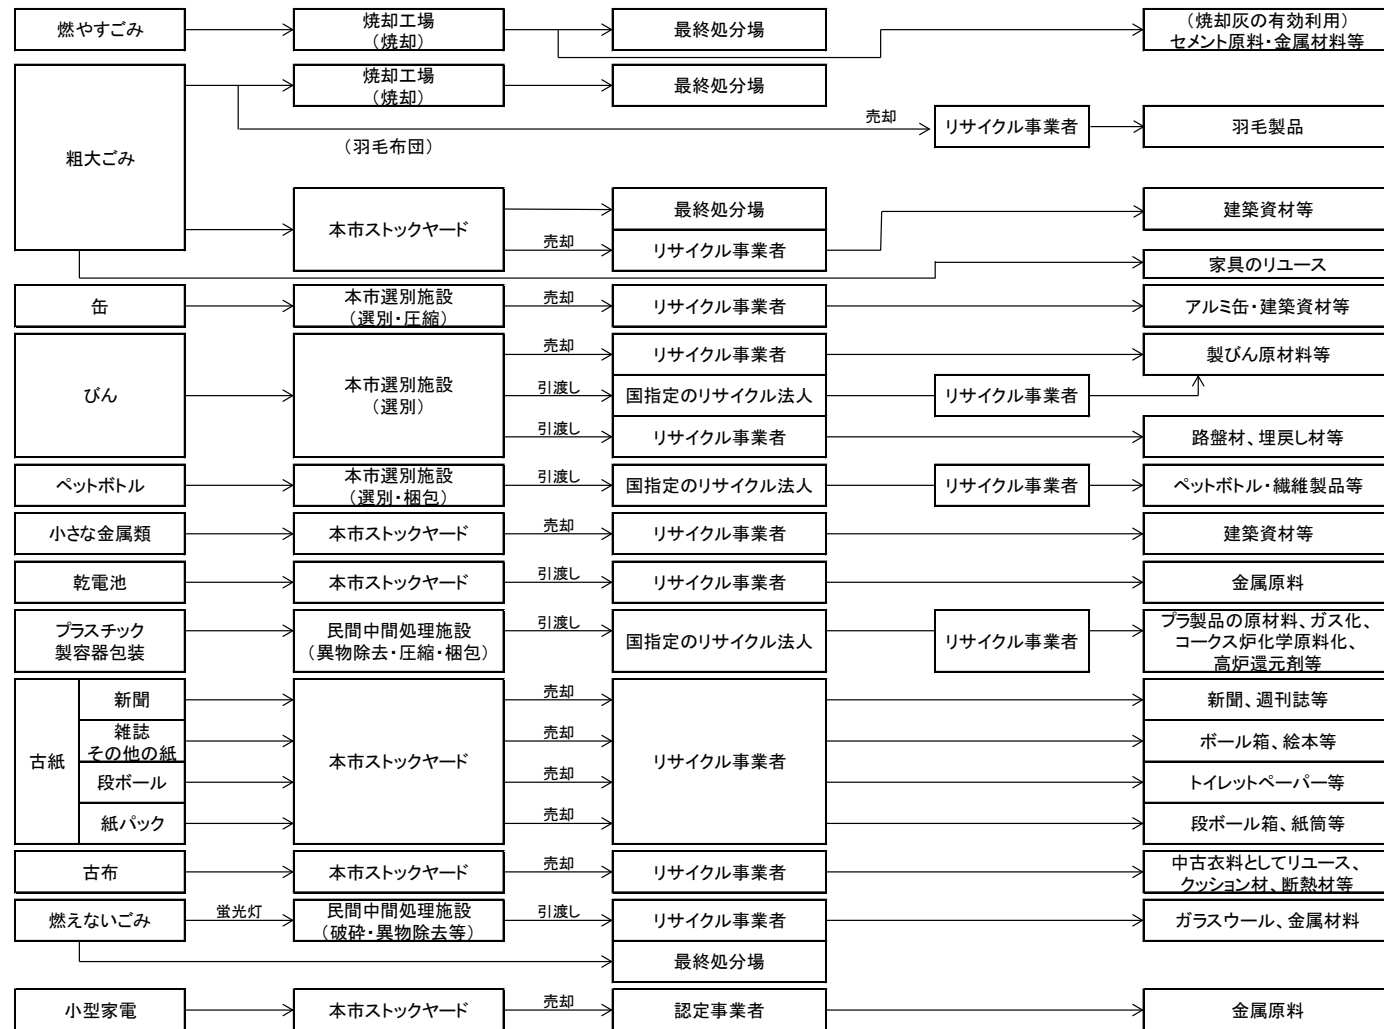 燃やすごみ
焼却工場
（焼却）
最終処分場
（焼却灰の有効利用）
セメント原料・金属材料等
粗大ごみ
焼却工場
（焼却）
最終処分場
（羽毛布団）
売却
リサイクル事業者
羽毛製品
本市ストックヤード
最終処分場
売却
リサイクル事業者
建築資材等
家具のリユース
缶
本市選別施設
（選別・圧縮）
売却
リサイクル事業者
アルミ缶・建築資材等
びん
本市選別施設
（選別）
売却
リサイクル事業者
製びん原材料等
引渡し
国指定のリサイクル法人
リサイクル事業者
引渡し
リサイクル事業者
路盤材、埋戻し材等
ペットボトル
本市選別施設
（選別・梱包）
引渡し
国指定のリサイクル法人
リサイクル事業者
ペットボトル・繊維製品等
小さな金属類
本市ストックヤード
売却
リサイクル事業者
建築資材等
乾電池
本市ストックヤード
引渡し
リサイクル事業者
金属原料
プラスチック
製容器包装
民間中間処理施設
（異物除去・圧縮・梱包）
引渡し
国指定のリサイクル法人
リサイクル事業者
プラ製品の原材料、ガス化、
コークス炉化学原料化、
高炉還元剤等
古紙
新聞
雑誌
その他の紙
段ボール
紙パック
本市ストックヤード
売却
売却
売却
売却
リサイクル事業者
新聞、週刊誌等
ボール箱、絵本等
トイレットペーパー等
段ボール箱、紙筒等
古布
本市ストックヤード
売却
リサイクル事業者
中古衣料としてリユース、
クッション材、断熱材等
燃えないごみ
蛍光灯
民間中間処理施設
（破砕・異物除去等）
引渡し
リサイクル事業者
ガラスウール、金属材料
最終処分場
小型家電
本市ストックヤード
売却
認定事業者
金属原料